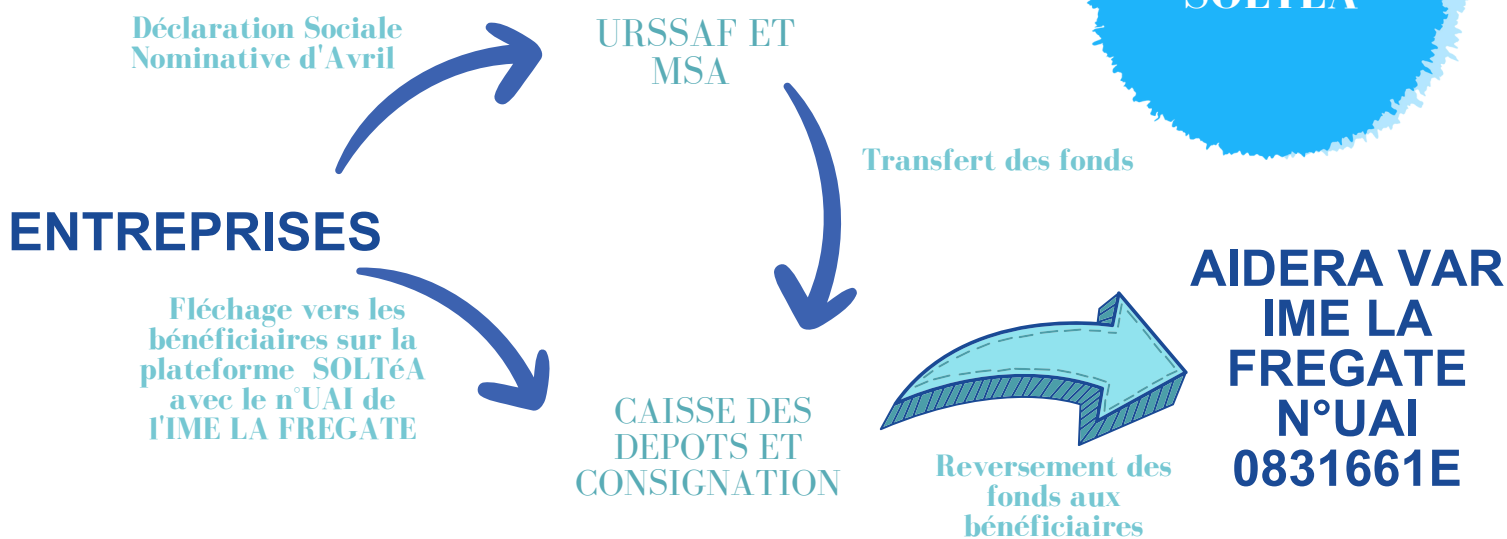 SOLTéA
Déclaration Sociale
Nominative d'Avril
URSSAF ET
MSA
Transfert des fonds
ENTREPRISES
Fléchage vers les
bénéficiaires sur la
plateforme SOLTéA
avec le n°UAI de
l'IME LA FREGATE
CAISSE DES
DEPOTS ET
CONSIGNATION
Reversement des
fonds aux
bénéficiaires
AIDERA VAR
IME LA
FREGATE
N°UAI
0831661E